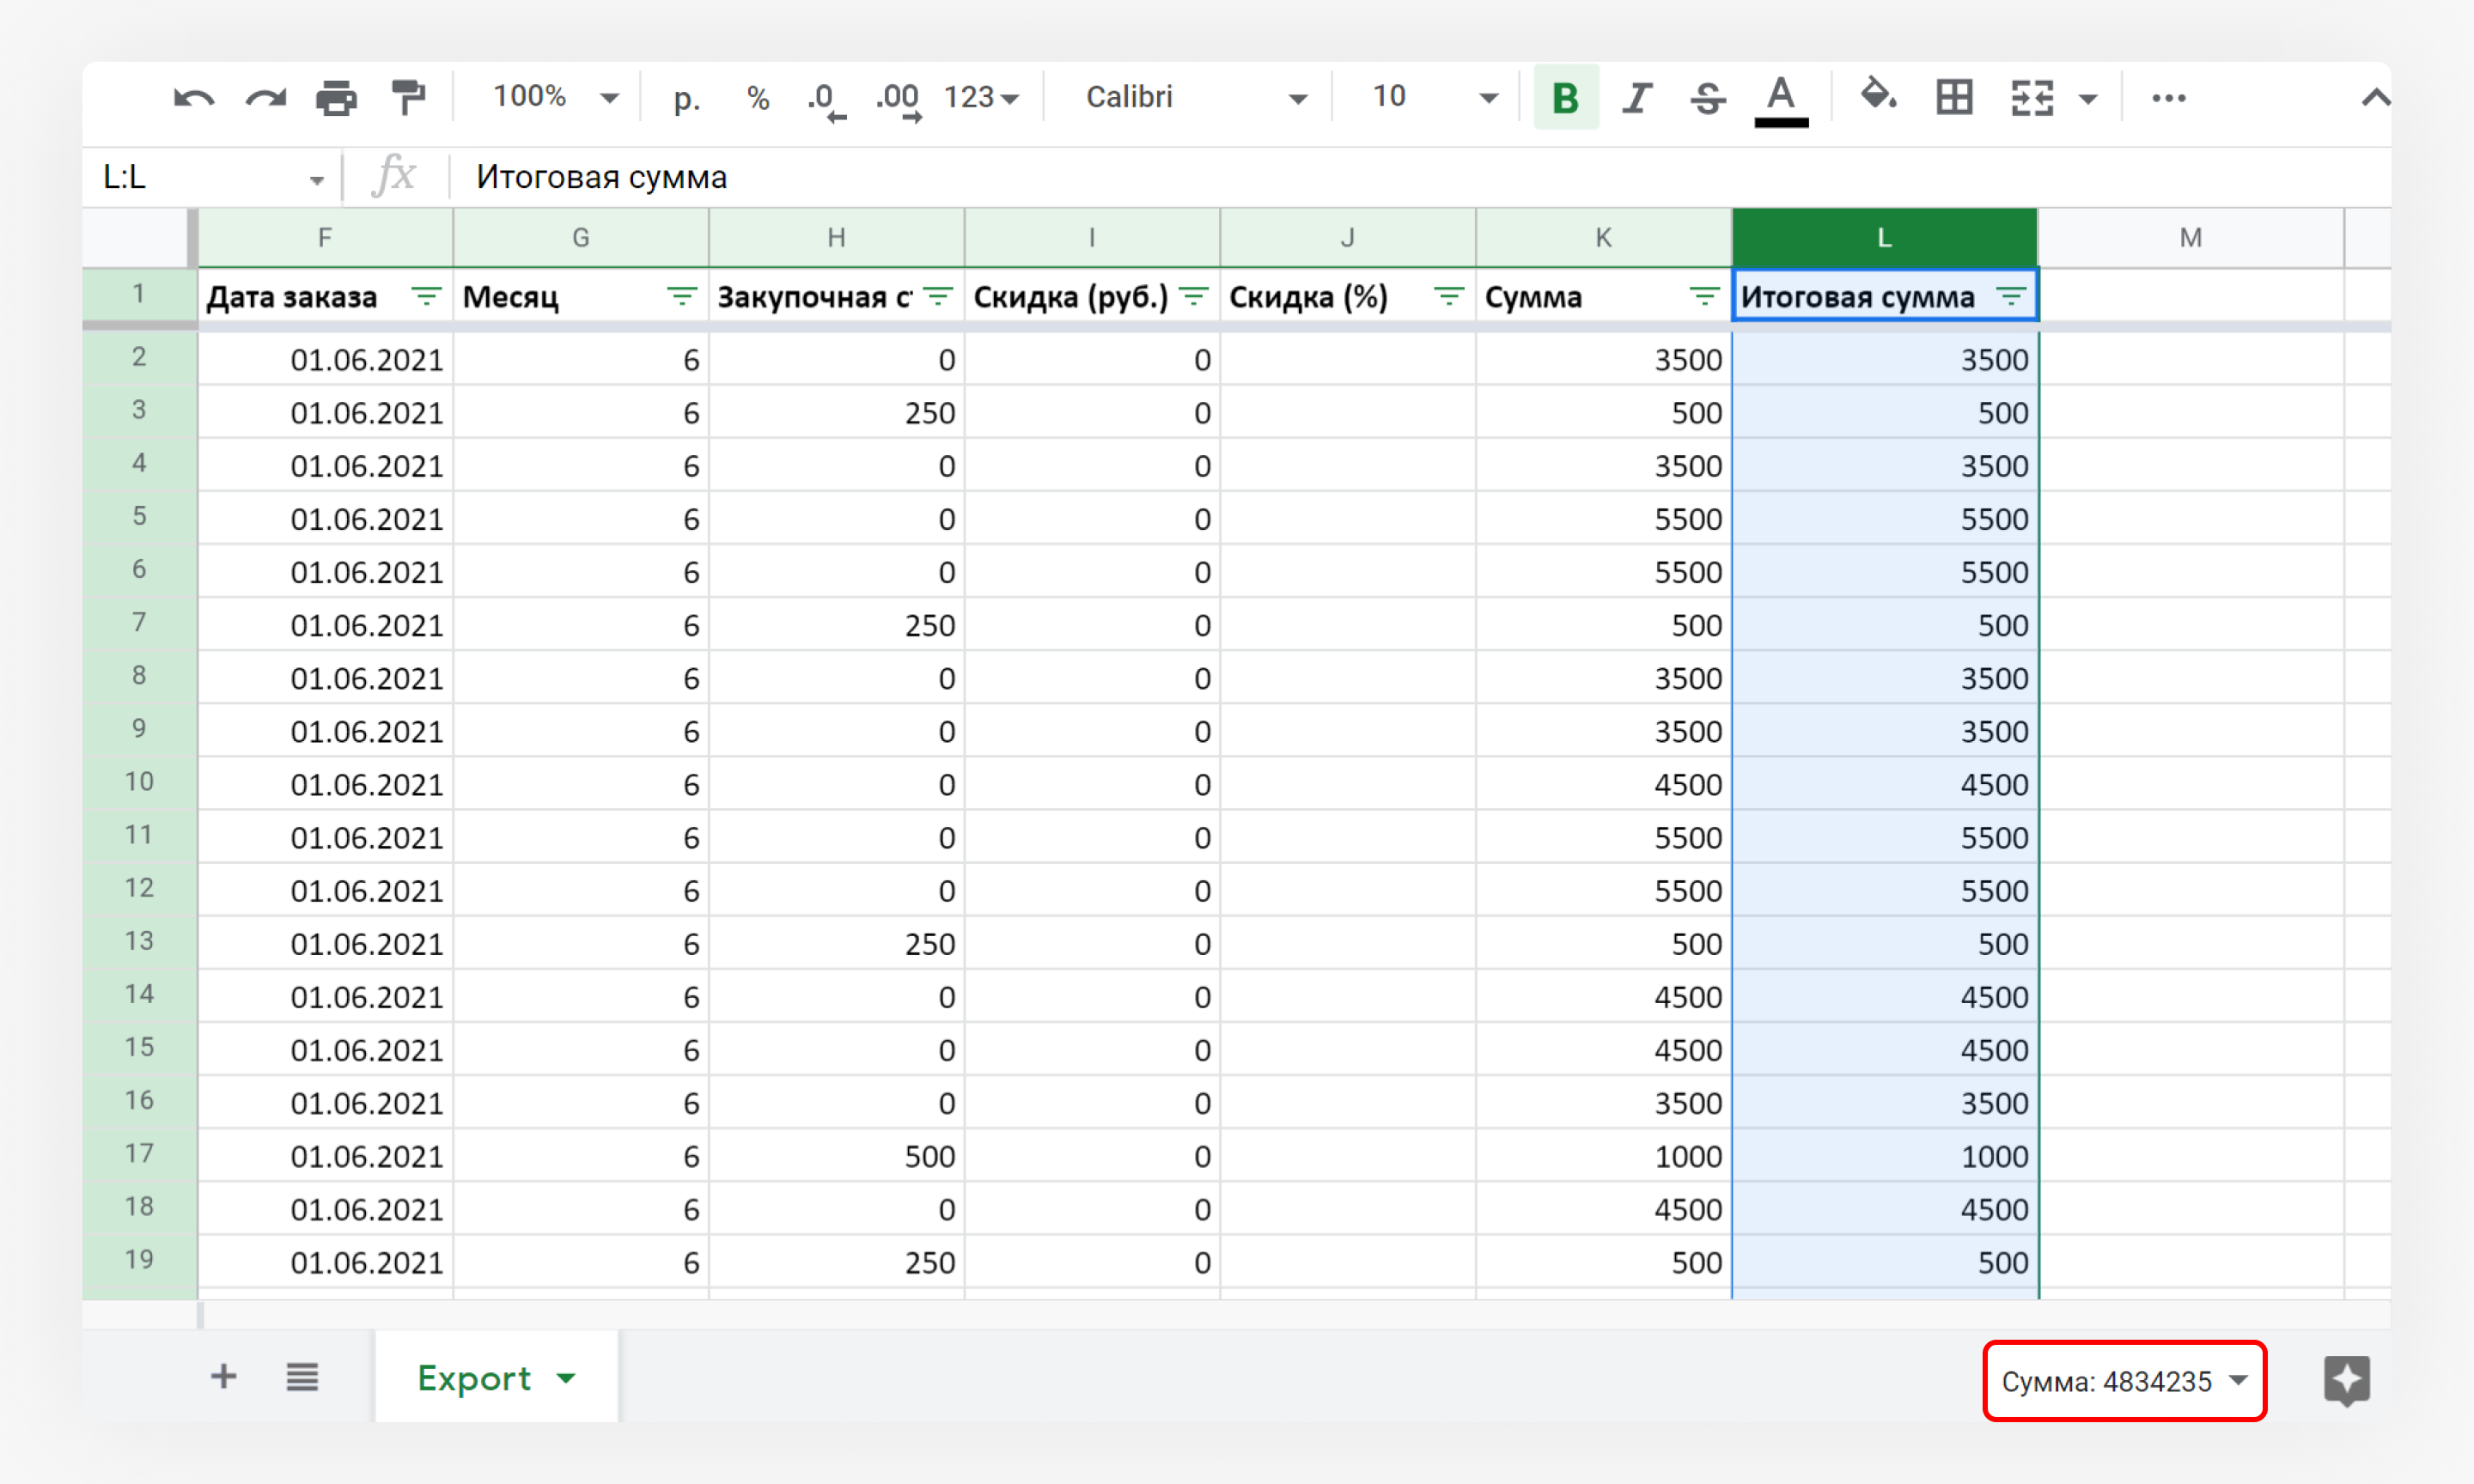 100% р. % .0 .00 123 Calibri 10 B I S A
L:L fx Итоговая сумма
F G H I J K L M
1 Дата заказа Месяц Закупочная ст Скидка (руб.) Скидка (%) Сумма Итоговая сумма
2 01.06.2021 6 0 0 3500 3500
3 01.06.2021 6 250 0 500 500
4 01.06.2021 6 0 0 3500 3500
5 01.06.2021 6 0 0 5500 5500
6 01.06.2021 6 0 0 5500 5500
7 01.06.2021 6 250 0 500 500
8 01.06.2021 6 0 0 3500 3500
9 01.06.2021 6 0 0 3500 3500
10 01.06.2021 6 0 0 4500 4500
11 01.06.2021 6 0 0 5500 5500
12 01.06.2021 6 0 0 5500 5500
13 01.06.2021 6 250 0 500 500
14 01.06.2021 6 0 0 4500 4500
15 01.06.2021 6 0 0 4500 4500
16 01.06.2021 6 0 0 3500 3500
17 01.06.2021 6 500 0 1000 1000
18 01.06.2021 6 0 0 4500 4500
19 01.06.2021 6 250 0 500 500
Export Сумма: 4834235